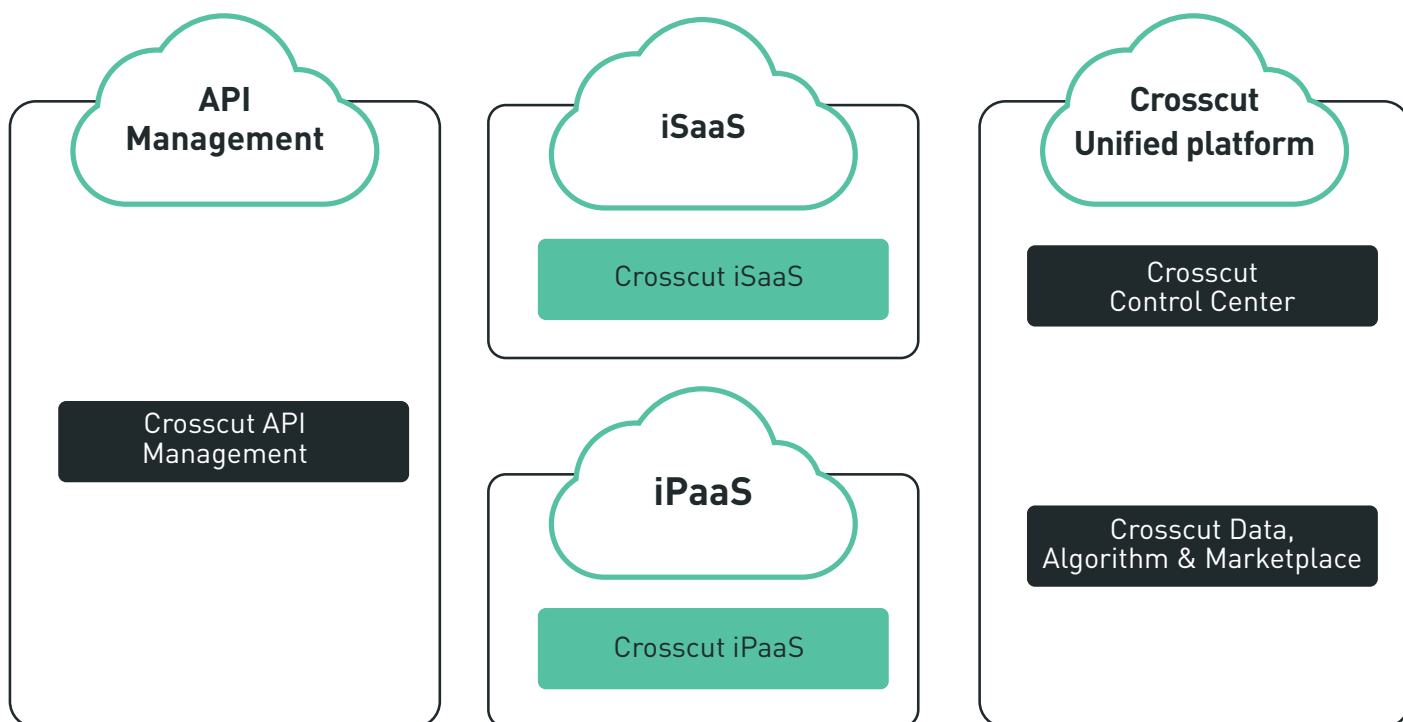 API
Management
Crosscut API
Management
iSaaS
Crosscut iSaaS
iPaaS
Crosscut iPaaS
Crosscut
Unified platform
Crosscut
Control Center
Crosscut Data,
Algorithm & Marketplace